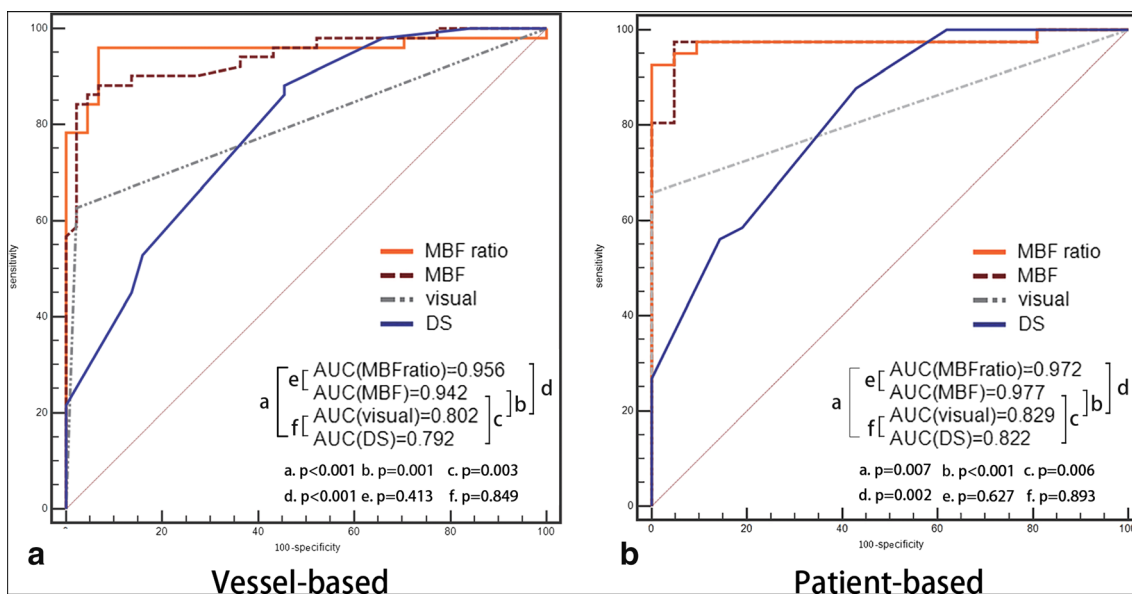 100
80
60
40
20
0
sensitivity
20
40
60
80
100
100-specificity
MBF ratio
MBF
visual
DS
AUC(MBFratio)=0.956
AUC(MBF)=0.942
AUC(visual)=0.802
AUC(DS)=0.792
a
e
f
c
b
d
a. p<0.001 b. p=0.001 c. p=0.003
d. p<0.001 e. p=0.413 f. p=0.849
a
Vessel-based
100
80
60
40
20
0
sensitivity
0
20
40
60
80
100
100-specificity
MBF ratio
MBF
visual
DS
AUC(MBFratio)=0.972
AUC(MBF)=0.977
AUC(visual)=0.829
AUC(DS)=0.822
a
e
f
c
b
d
a. p=0.007 b. p<0.001 c. p=0.006
d. p=0.002 e. p=0.627 f. p=0.893
b
Patient-based